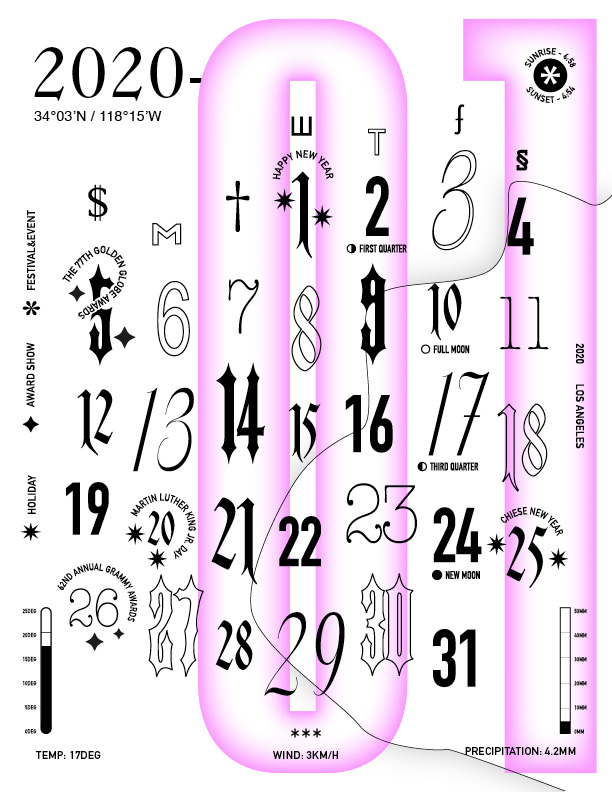 2020-01
34°03'N / 118°15'W
SUNRISE - 4:58
SUNSET - 4:54
$ M † Ш T f §
HAPPY NEW YEAR
1 2 3 4
FIRST QUARTER
THE 77TH GOLDEN GLOBE AWARDS
5 6 7 8 9 10 11
FULL MOON
12 13 14 15 16 17 18
THIRD QUARTER
MARTIN LUTHER KING JR. DAY
CHIESE NEW YEAR
19 20 21 22 23 24 25
NEW MOON
62ND ANNUAL GRAMMY AWARDS
26 27 28 29 30 31
FESTIVAL&EVENT
AWARD SHOW
HOLIDAY
2020 LOS ANGELES
25DEG
20DEG
15DEG
10DEG
5DEG
0DEG
50MM
40MM
30MM
20MM
10MM
0MM
TEMP: 17DEG
***
WIND: 3KM/H
PRECIPITATION: 4.2MM